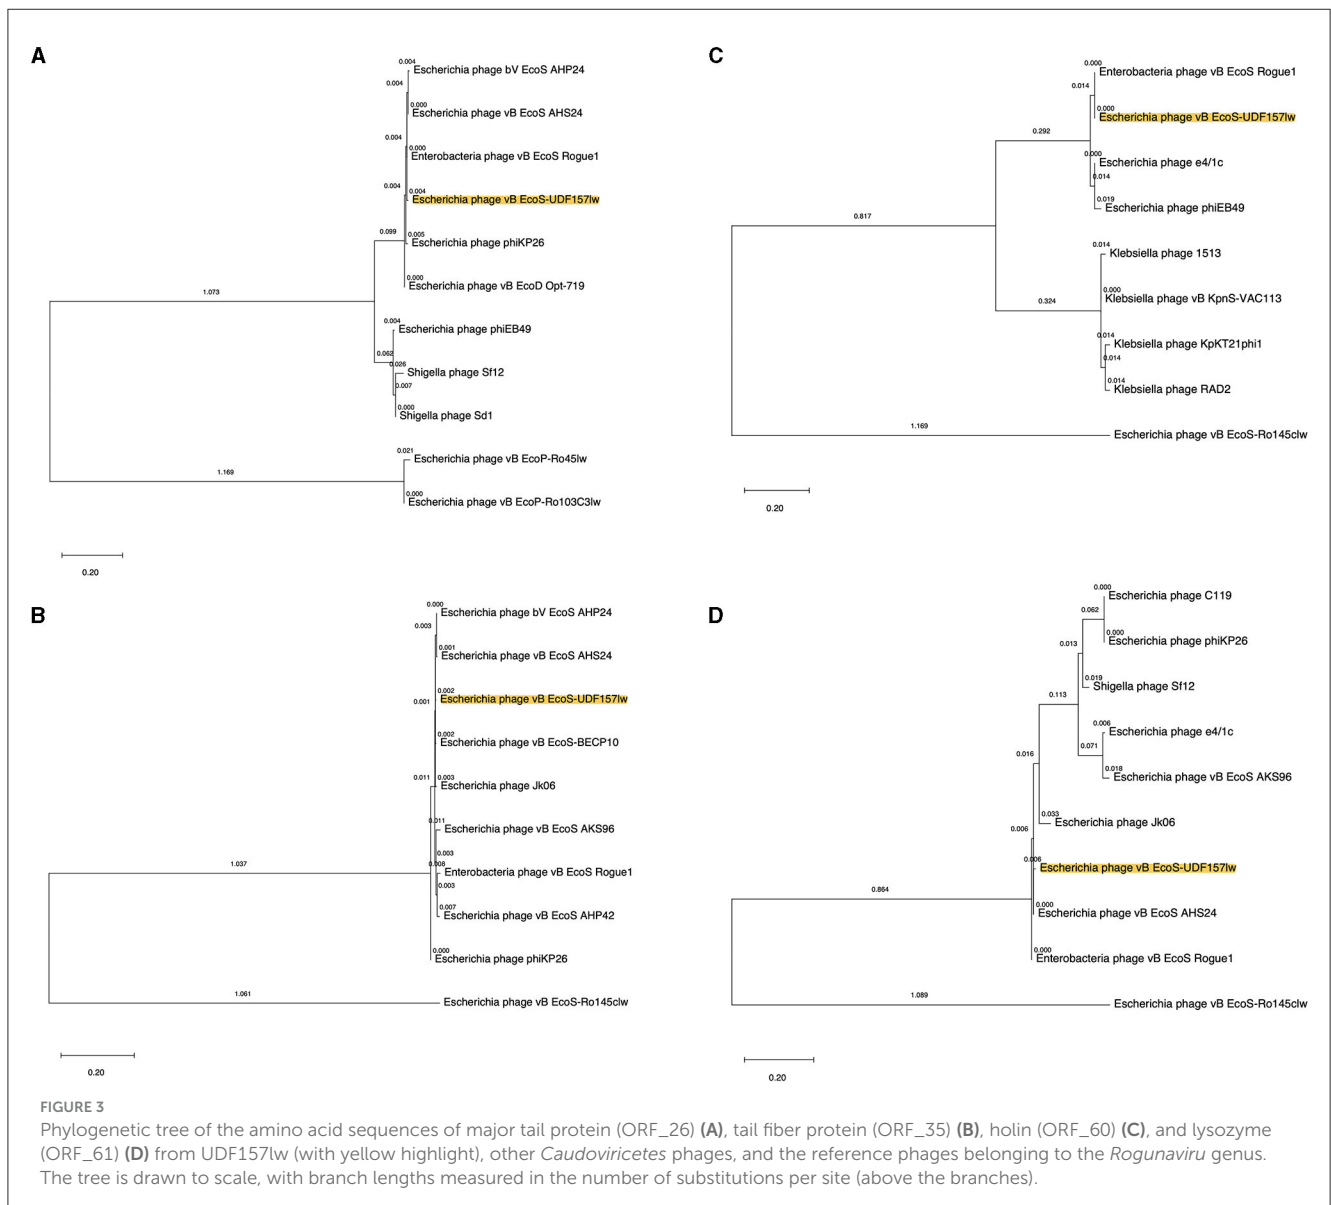 A
0.004
Escherichia phage bV EcoS AHP24
0.004
0.000
Escherichia phage vB EcoS AHS24
0.004
0.000
Enterobacteria phage vB EcoS Rogue1
0.004
0.004
Escherichia phage vB EcoS-UDF157lw
0.099
0.005
Escherichia phage phiKP26
0.000
Escherichia phage vB EcoD Opt-719
1.073
0.004
Escherichia phage phiEB49
0.062
0.026
Shigella phage Sf12
0.007
0.000
Shigella phage Sd1
0.021
Escherichia phage vB EcoP-Ro45lw
1.169
0.000
Escherichia phage vB EcoP-Ro103C3lw
0.20
B
0.000
Escherichia phage bV EcoS AHP24
0.003
0.001
Escherichia phage vB EcoS AHS24
0.002
Escherichia phage vB EcoS-UDF157lw
0.001
0.002
Escherichia phage vB EcoS-BECP10
0.011
0.003
Escherichia phage Jk06
0.011
Escherichia phage vB EcoS AKS96
0.003
0.008
Enterobacteria phage vB EcoS Rogue1
1.037
0.003
0.007
Escherichia phage vB EcoS AHP42
0.000
Escherichia phage phiKP26
1.061
Escherichia phage vB EcoS-Ro145clw
0.20
C
0.000
Enterobacteria phage vB EcoS Rogue1
0.014
0.000
Escherichia phage vB EcoS-UDF157lw
0.292
0.000
Escherichia phage e4/1c
0.014
0.019
Escherichia phage phiEB49
0.817
0.014
Klebsiella phage 1513
0.000
Klebsiella phage vB KpnS-VAC113
0.324
0.014
Klebsiella phage KpKT21phi1
0.014
0.014
Klebsiella phage RAD2
1.169
Escherichia phage vB EcoS-Ro145clw
0.20
D
0.000
Escherichia phage C119
0.062
0.000
Escherichia phage phiKP26
0.013
0.019
Shigella phage Sf12
0.113
0.006
Escherichia phage e4/1c
0.071
0.018
Escherichia phage vB EcoS AKS96
0.016
0.033
Escherichia phage Jk06
0.006
0.006
Escherichia phage vB EcoS-UDF157lw
0.864
0.000
Escherichia phage vB EcoS AHS24
0.000
Enterobacteria phage vB EcoS Rogue1
1.089
Escherichia phage vB EcoS-Ro145clw
0.20
FIGURE 3
Phylogenetic tree of the amino acid sequences of major tail protein (ORF_26) (A), tail fiber protein (ORF_35) (B), holin (ORF_60) (C), and lysozyme
(ORF_61) (D) from UDF157lw (with yellow highlight), other Caudoviricetes phages, and the reference phages belonging to the Rogunaviru genus.
The tree is drawn to scale, with branch lengths measured in the number of substitutions per site (above the branches).